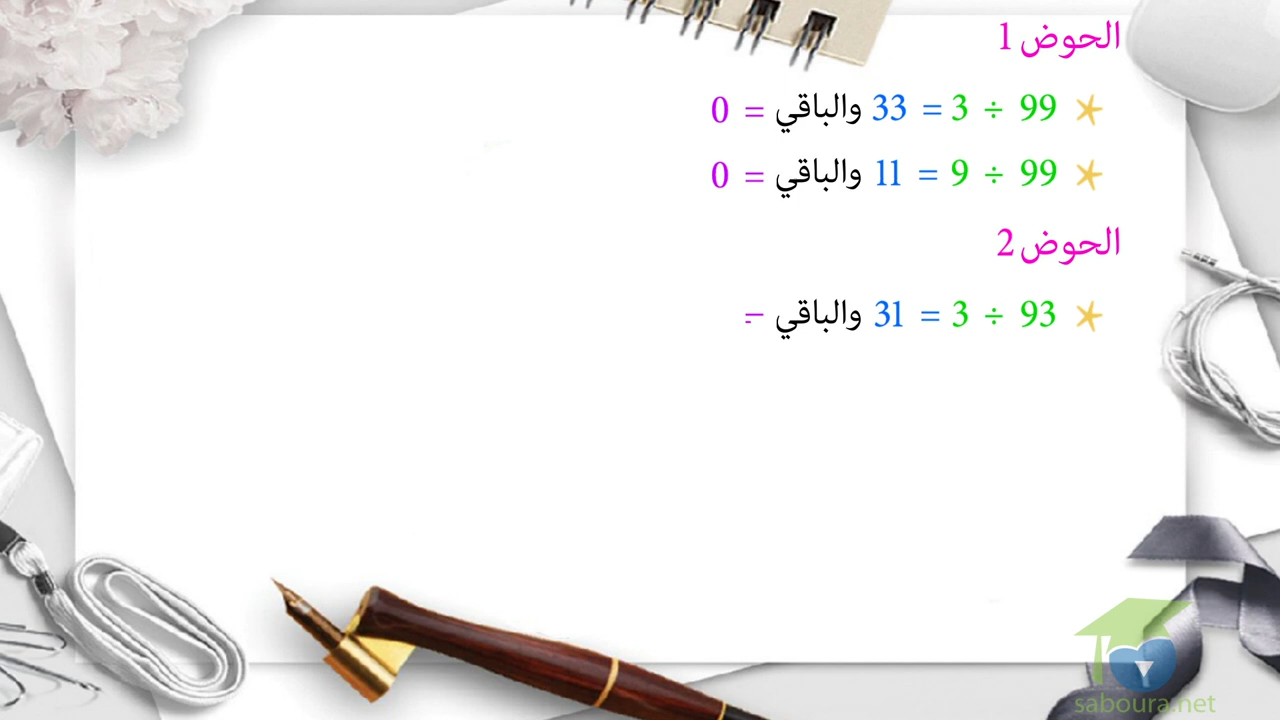 الحوض 1
99 ÷ 3 = 33 والباقي = 0
99 ÷ 9 = 11 والباقي = 0
الحوض 2
93 ÷ 3 = 31 والباقي =
saboura.net